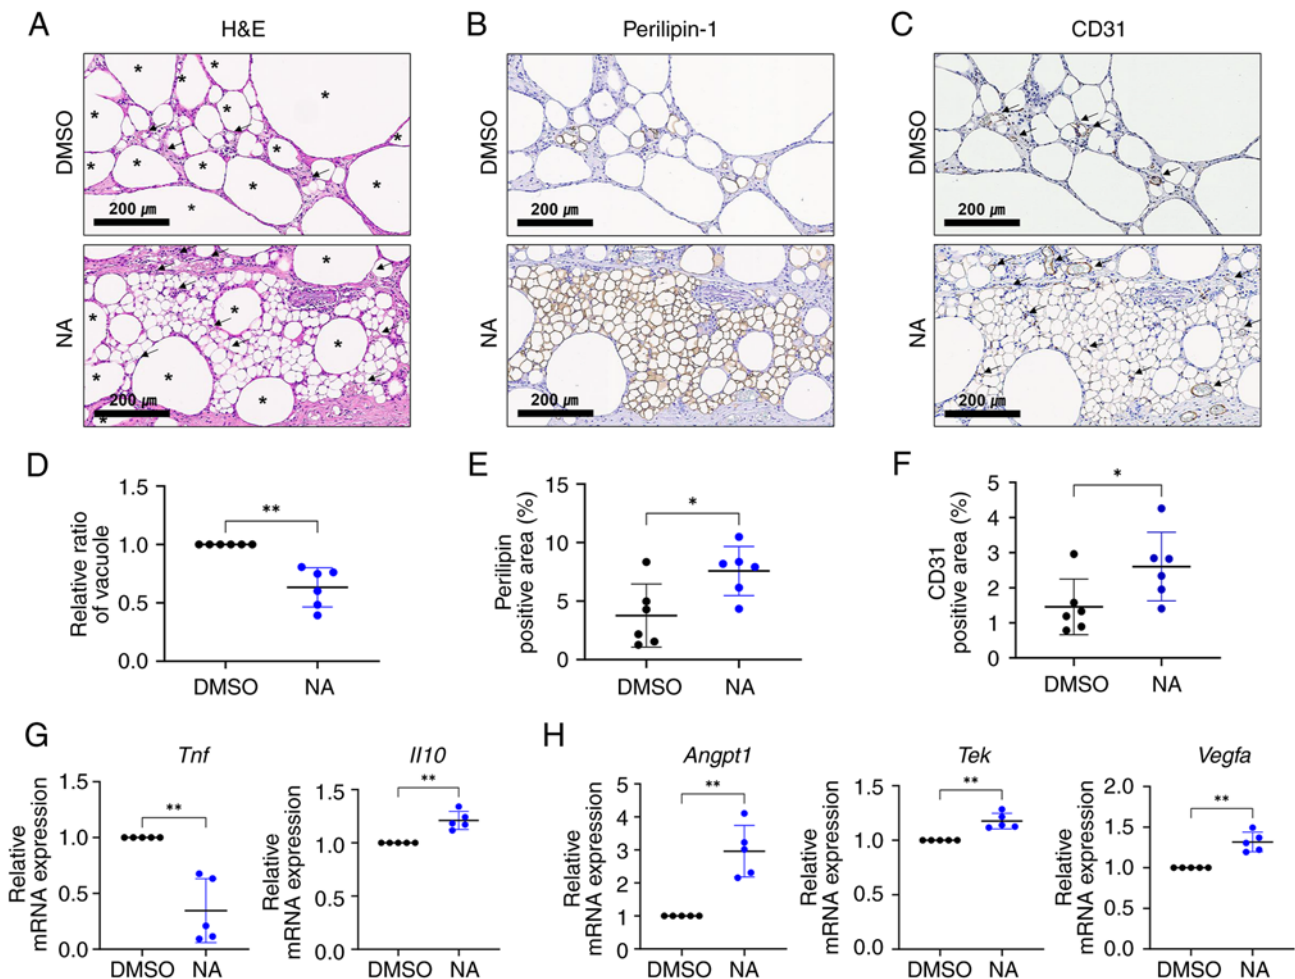 A H&E B Perilipin-1 C CD31
DMSO
200 µm 200 µm 200 µm
NA
200 µm 200 µm 200 µm
D
Relative ratio
of vacuole
1.5
**
1.0
0.5
0.0
DMSO NA
E
Perilipin
positive area (%)
15
*
10
5
0
DMSO NA
F
CD31
positive area (%)
5
*
4
3
2
1
0
DMSO NA
G
Tnf
Relative
mRNA expression
1.5
**
1.0
0.5
0.0
DMSO NA
Il10
Relative
mRNA expression
1.5
**
1.0
0.5
0.0
DMSO NA
H
Angpt1
Relative
mRNA expression
5
**
4
3
2
1
0
DMSO NA
Tek
Relative
mRNA expression
1.5
**
1.0
0.5
0.0
DMSO NA
Vegfa
Relative
mRNA expression
2.0
**
1.5
1.0
0.5
0.0
DMSO NA
DMSO
NA
DMSO
NA